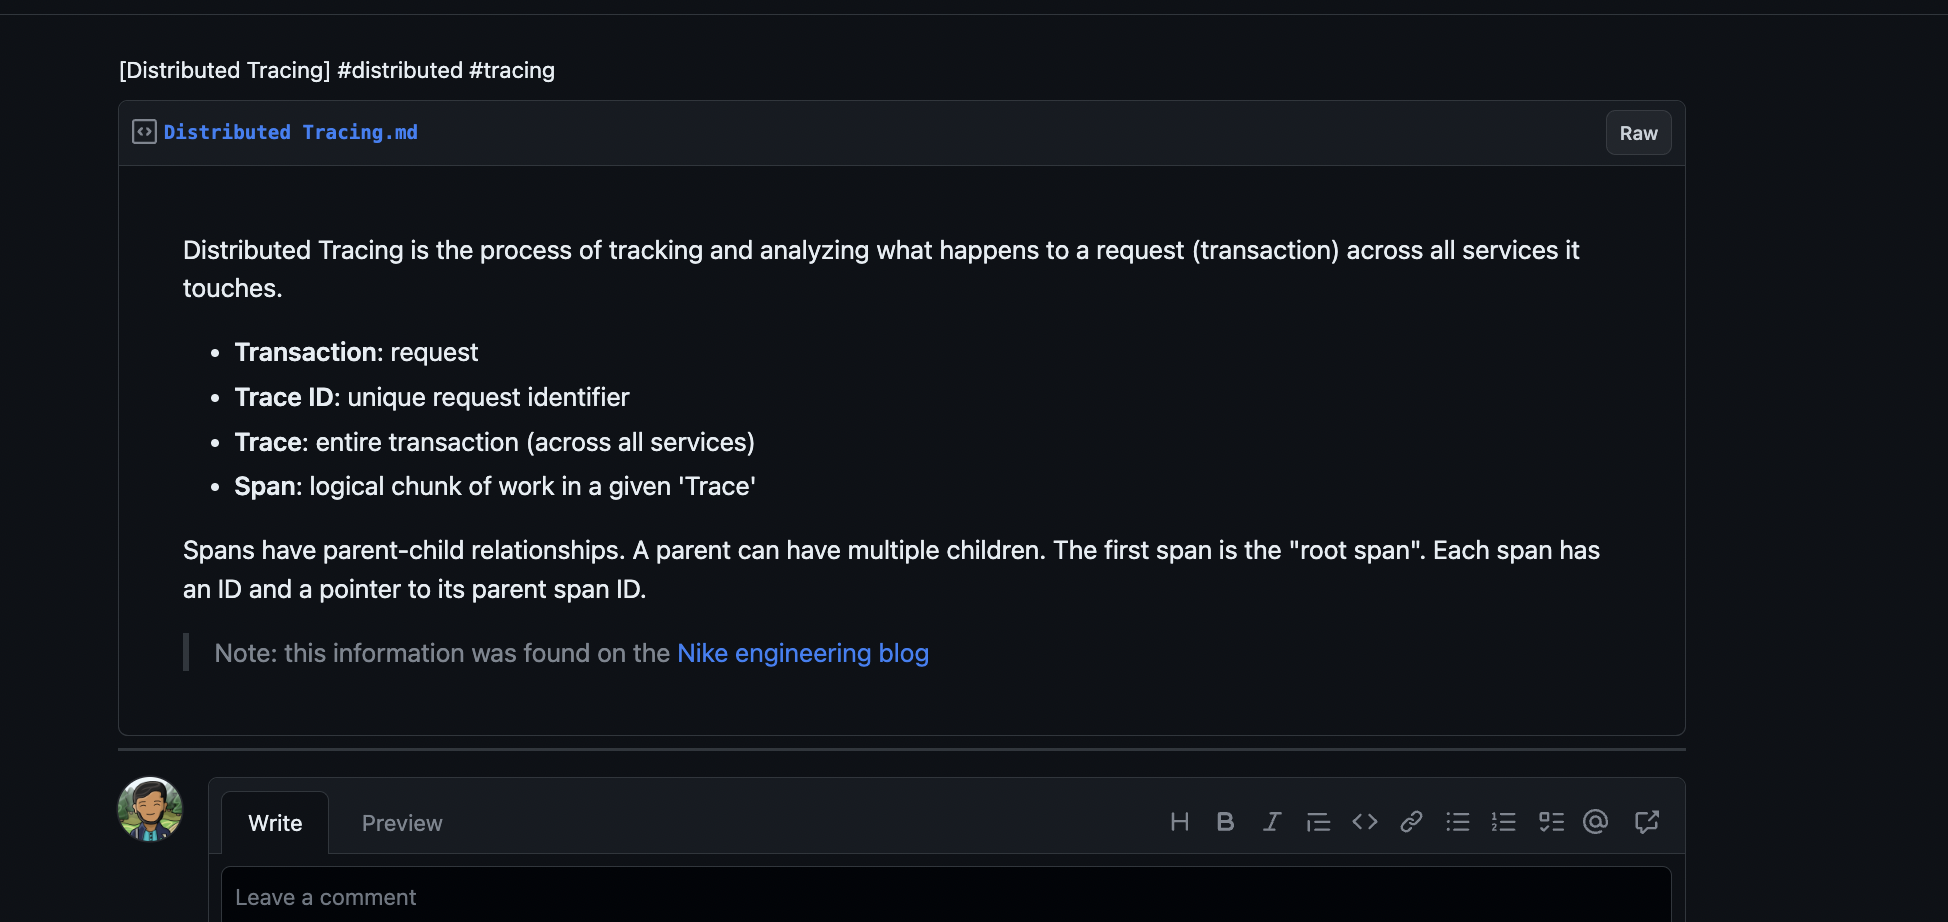 [Distributed Tracing] #distributed #tracing
Distributed Tracing.md
Raw
Distributed Tracing is the process of tracking and analyzing what happens to a request (transaction) across all services it
touches.
• Transaction: request
• Trace ID: unique request identifier
• Trace: entire transaction (across all services)
• Span: logical chunk of work in a given 'Trace'
Spans have parent-child relationships. A parent can have multiple children. The first span is the "root span". Each span has
an ID and a pointer to its parent span ID.
Note: this information was found on the Nike engineering blog
Write Preview
Leave a comment